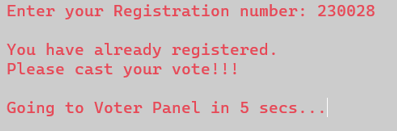 Enter your Registration number: 230028
You have already registered.
Please cast your vote!!!
Going to Voter Panel in 5 secs...